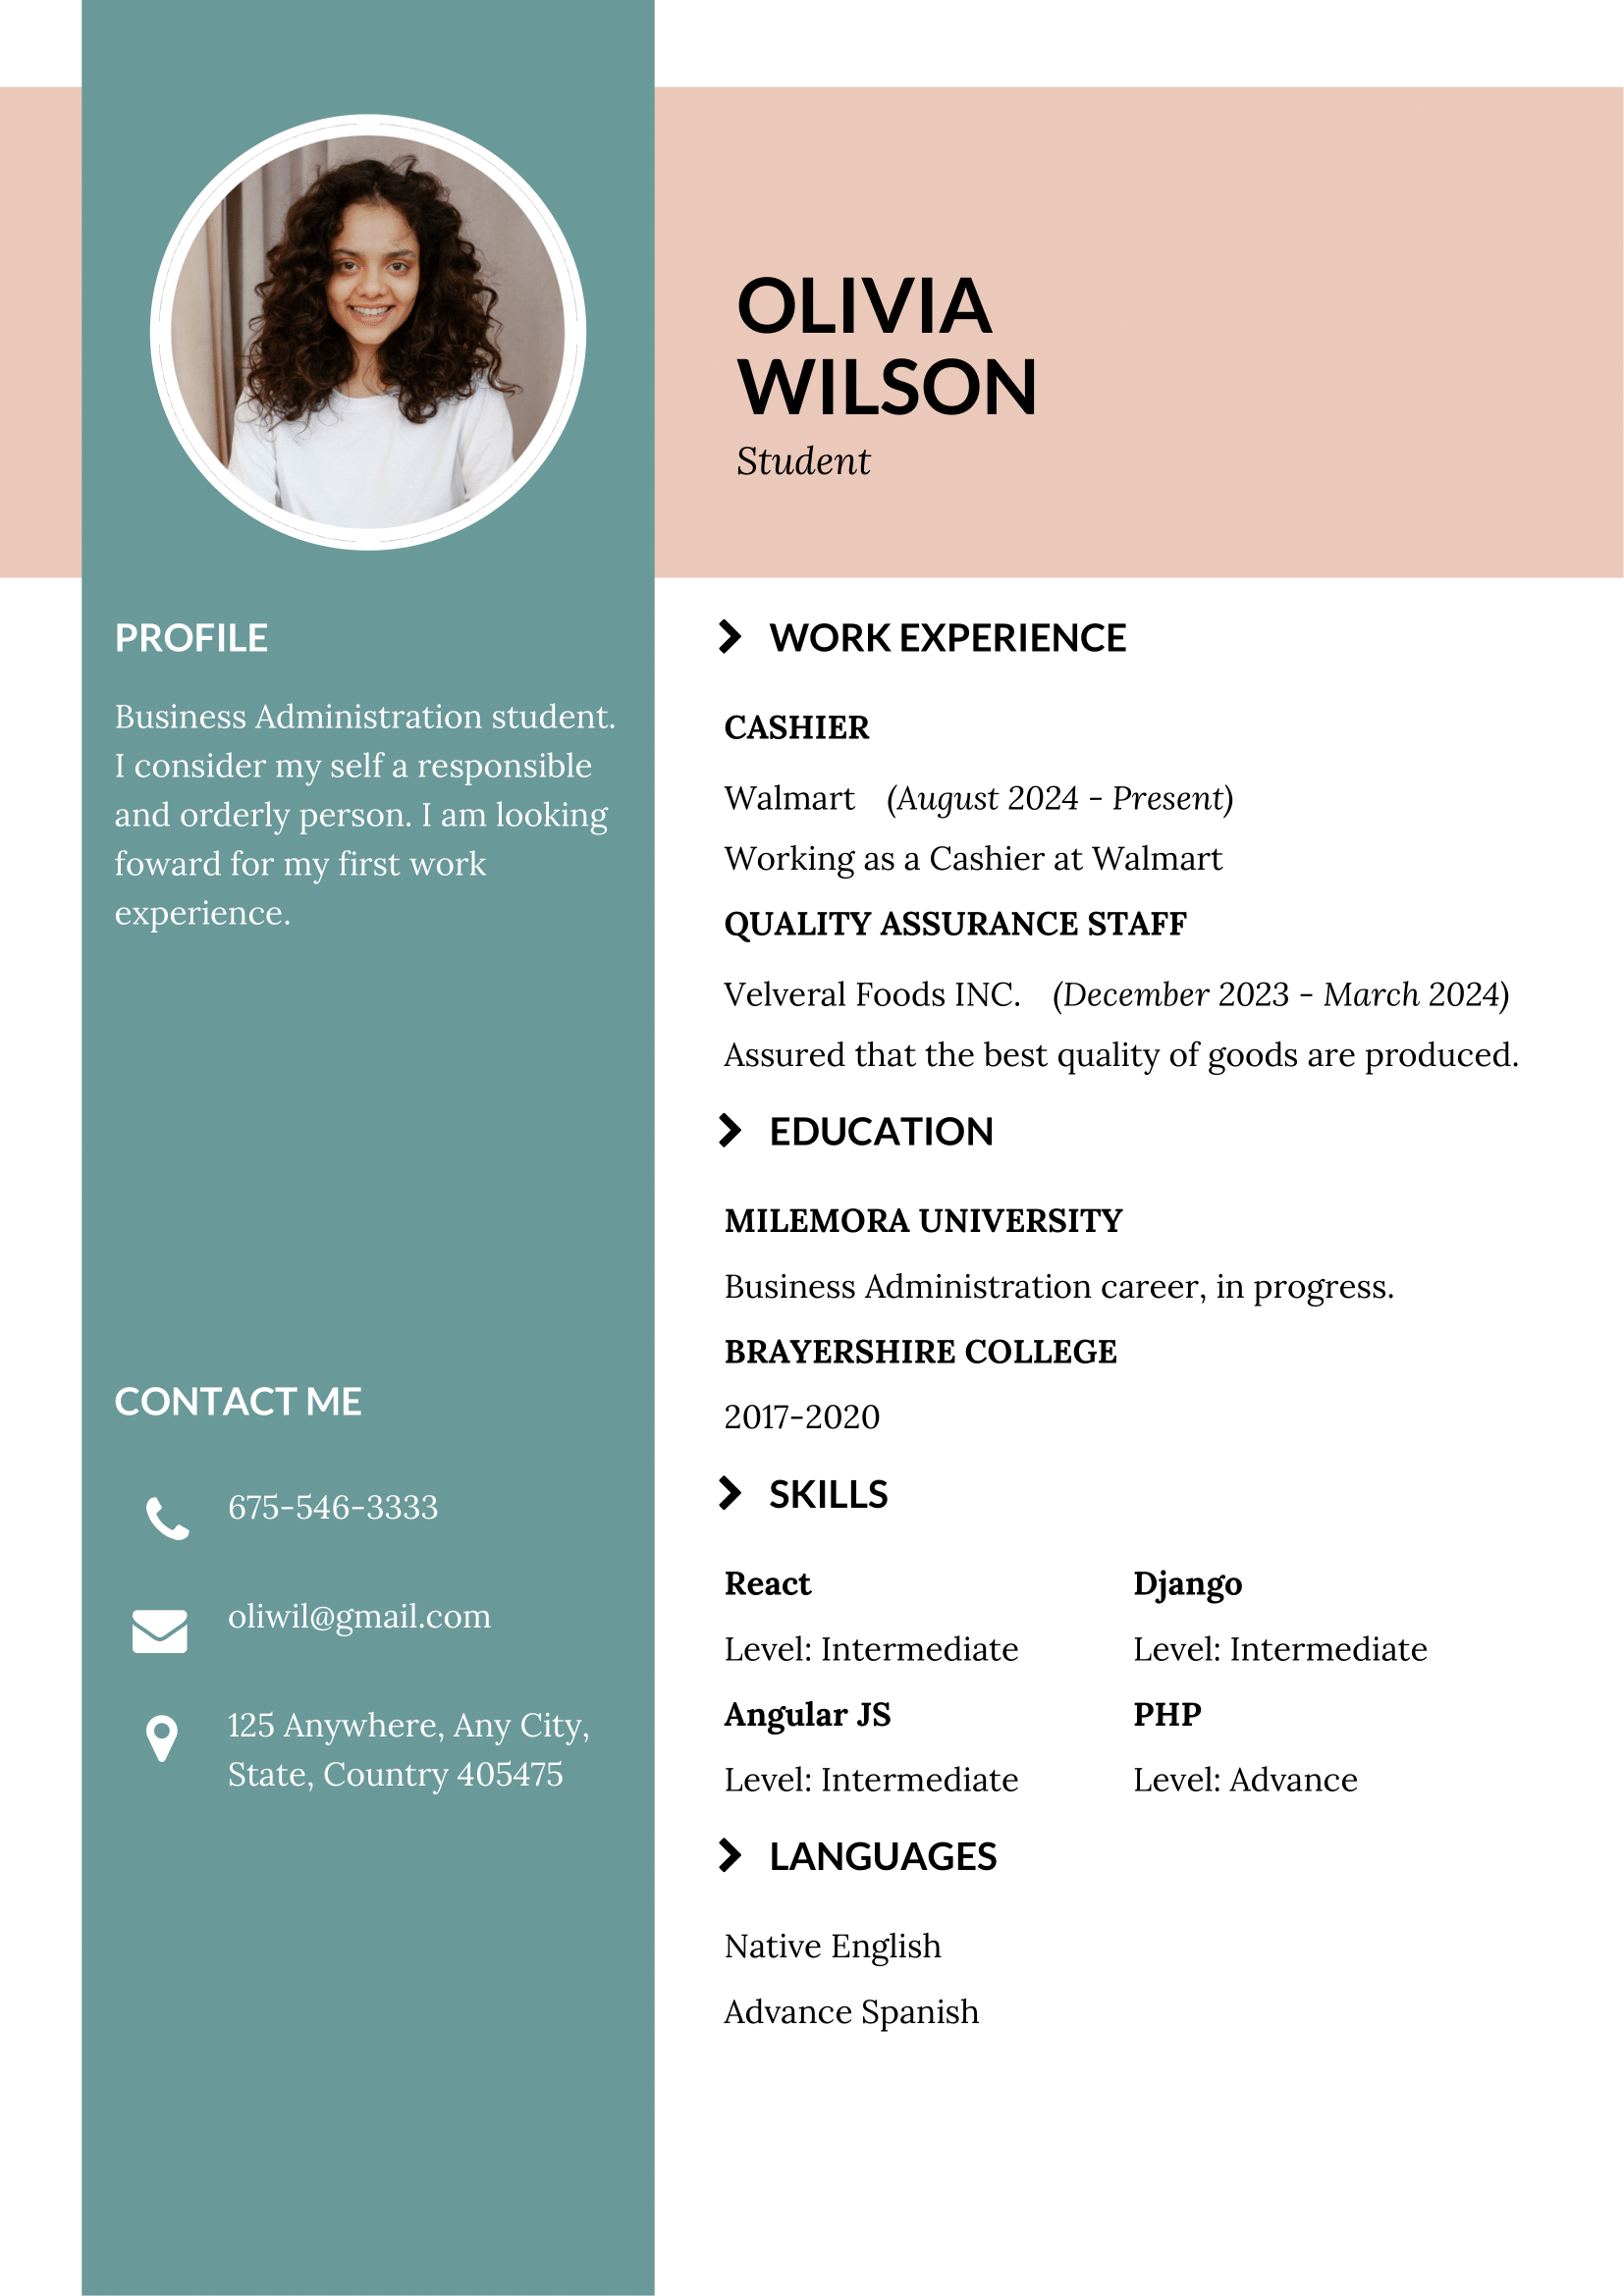 OLIVIA
WILSON
Student
PROFILE
Business Administration student.
I consider my self a responsible
and orderly person. I am looking
foward for my first work
experience.
CONTACT ME
675-546-3333
oliwil@gmail.com
125 Anywhere, Any City,
State, Country 405475
WORK EXPERIENCE
CASHIER
Walmart (August 2024 - Present)
Working as a Cashier at Walmart
QUALITY ASSURANCE STAFF
Velveral Foods INC. (December 2023 - March 2024)
Assured that the best quality of goods are produced.
EDUCATION
MILEMORA UNIVERSITY
Business Administration career, in progress.
BRAYERSHIRE COLLEGE
2017-2020
SKILLS
React Django
Level: Intermediate Level: Intermediate
Angular JS PHP
Level: Intermediate Level: Advance
LANGUAGES
Native English
Advance Spanish